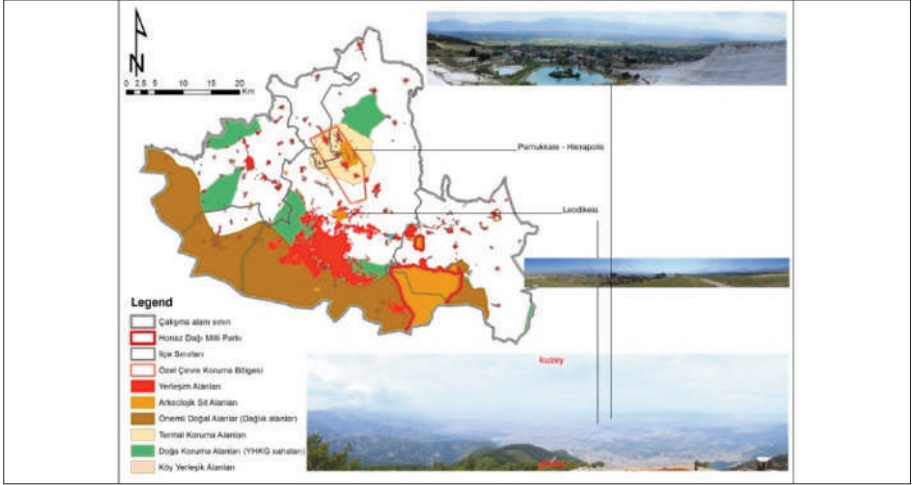 N
0 2.5 5 10 15 20
Km
Pamukkale - Hierapolis
Laodikeia
Legend
Çalışma alanı sınırı
Honaz Dağı Milli Parkı
İlçe Sınırları
Özel Çevre Koruma Bölgesi
Yerleşim Alanları
Arkeolojik Sit Alanları
Önemli Doğal Alanlar (Dağlık alanlar)
Termal Koruma Alanları
Doğa Koruma Alanları (YHKG sahaları)
Köy Yerleşik Alanları
kuzey